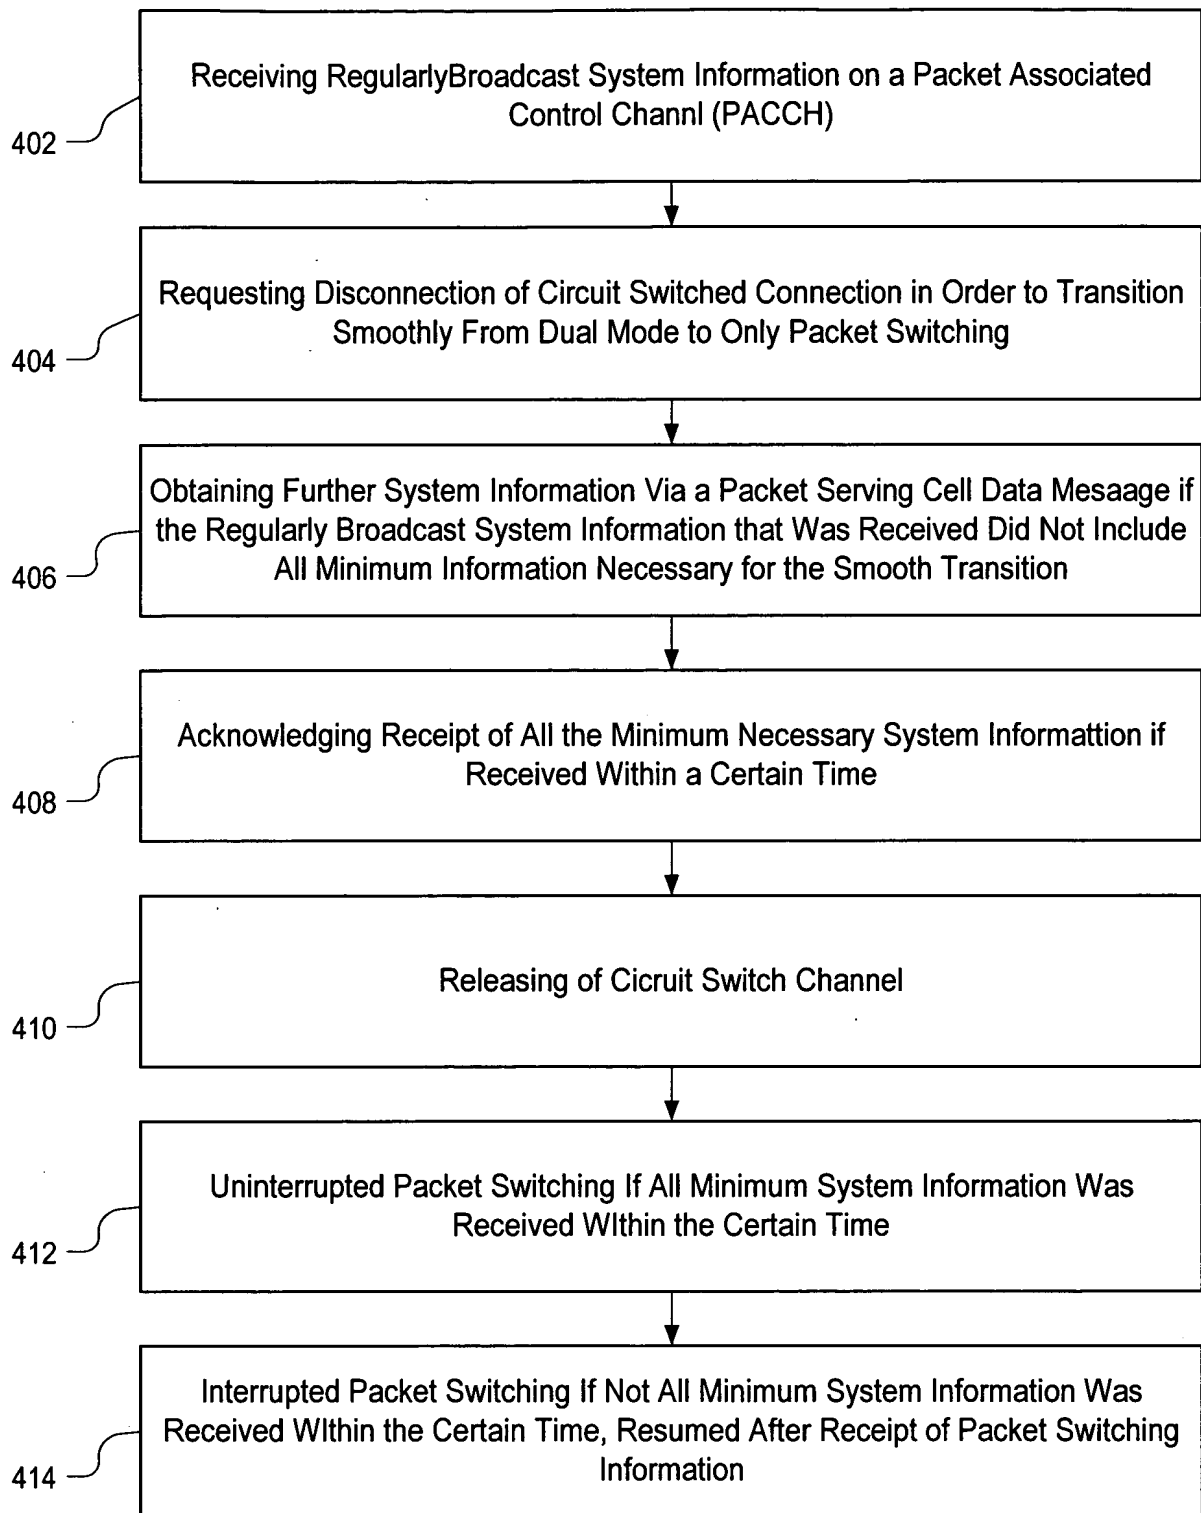 Receiving RegularlyBroadcast System Information on a Packet Associated
Control Channl (PACCH)
402
Requesting Disconnection of Circuit Switched Connection in Order to Transition
Smoothly From Dual Mode to Only Packet Switching
404
Obtaining Further System Information Via a Packet Serving Cell Data Mesaage if
the Regularly Broadcast System Information that Was Received Did Not Include
All Minimum Information Necessary for the Smooth Transition
406
Acknowledging Receipt of All the Minimum Necessary System Informattion if
Received Within a Certain Time
408
Releasing of Cicruit Switch Channel
410
Uninterrupted Packet Switching If All Minimum System Information Was
Received WIthin the Certain Time
412
Interrupted Packet Switching If Not All Minimum System Information Was
Received WIthin the Certain Time, Resumed After Receipt of Packet Switching
Information
414